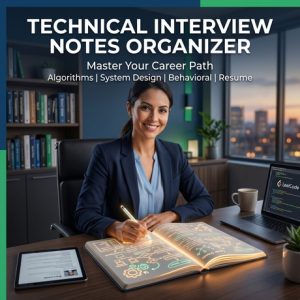 TECHNICAL INTERVIEW
NOTES ORGANIZER
Master Your Career Path
Algorithms | System Design | Behavioral | Resume
LeetCode